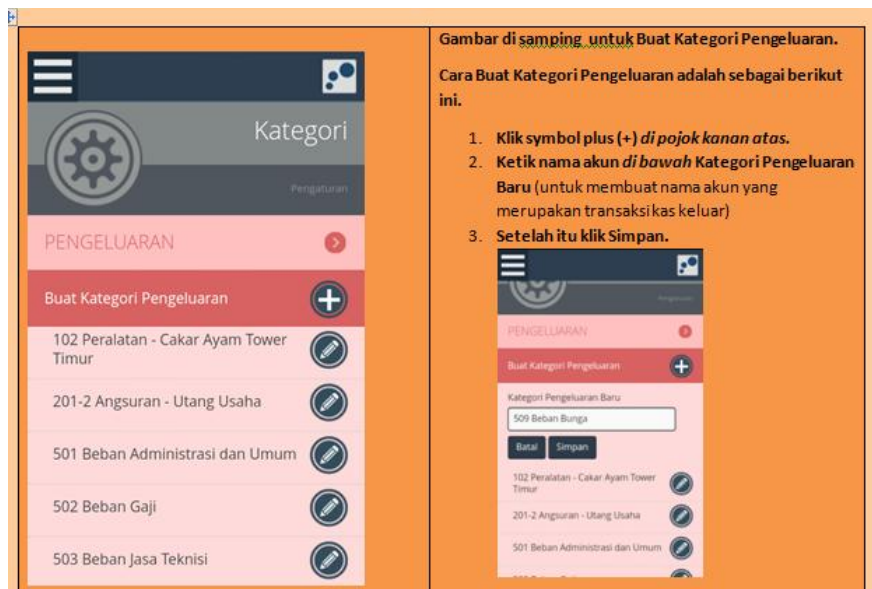 Kategori
Pengaturan
PENGELUARAN
Buat Kategori Pengeluaran
102 Peralatan - Cakar Ayam Tower
Timur
201-2 Angsuran - Utang Usaha
501 Beban Administrasi dan Umum
502 Beban Gaji
503 Beban Jasa Teknisi
Gambar di samping untuk Buat Kategori Pengeluaran.
Cara Buat Kategori Pengeluaran adalah sebagai berikut
ini.
1. Klik symbol plus (+) di pojok kanan atas.
2. Ketik nama akun di bawah Kategori Pengeluaran
Baru (untuk membuat nama akun yang
merupakan transaksi kas keluar)
3. Setelah itu klik Simpan.
Pengaturan
PENGELUARAN
Buat Kategori Pengeluaran
Kategori Pengeluaran Baru
509 Beban Bunga
Batal Simpan
102 Peralatan - Cakar Ayam Tower
Timur
201-2 Angsuran - Utang Usaha
501 Beban Administrasi dan Umum